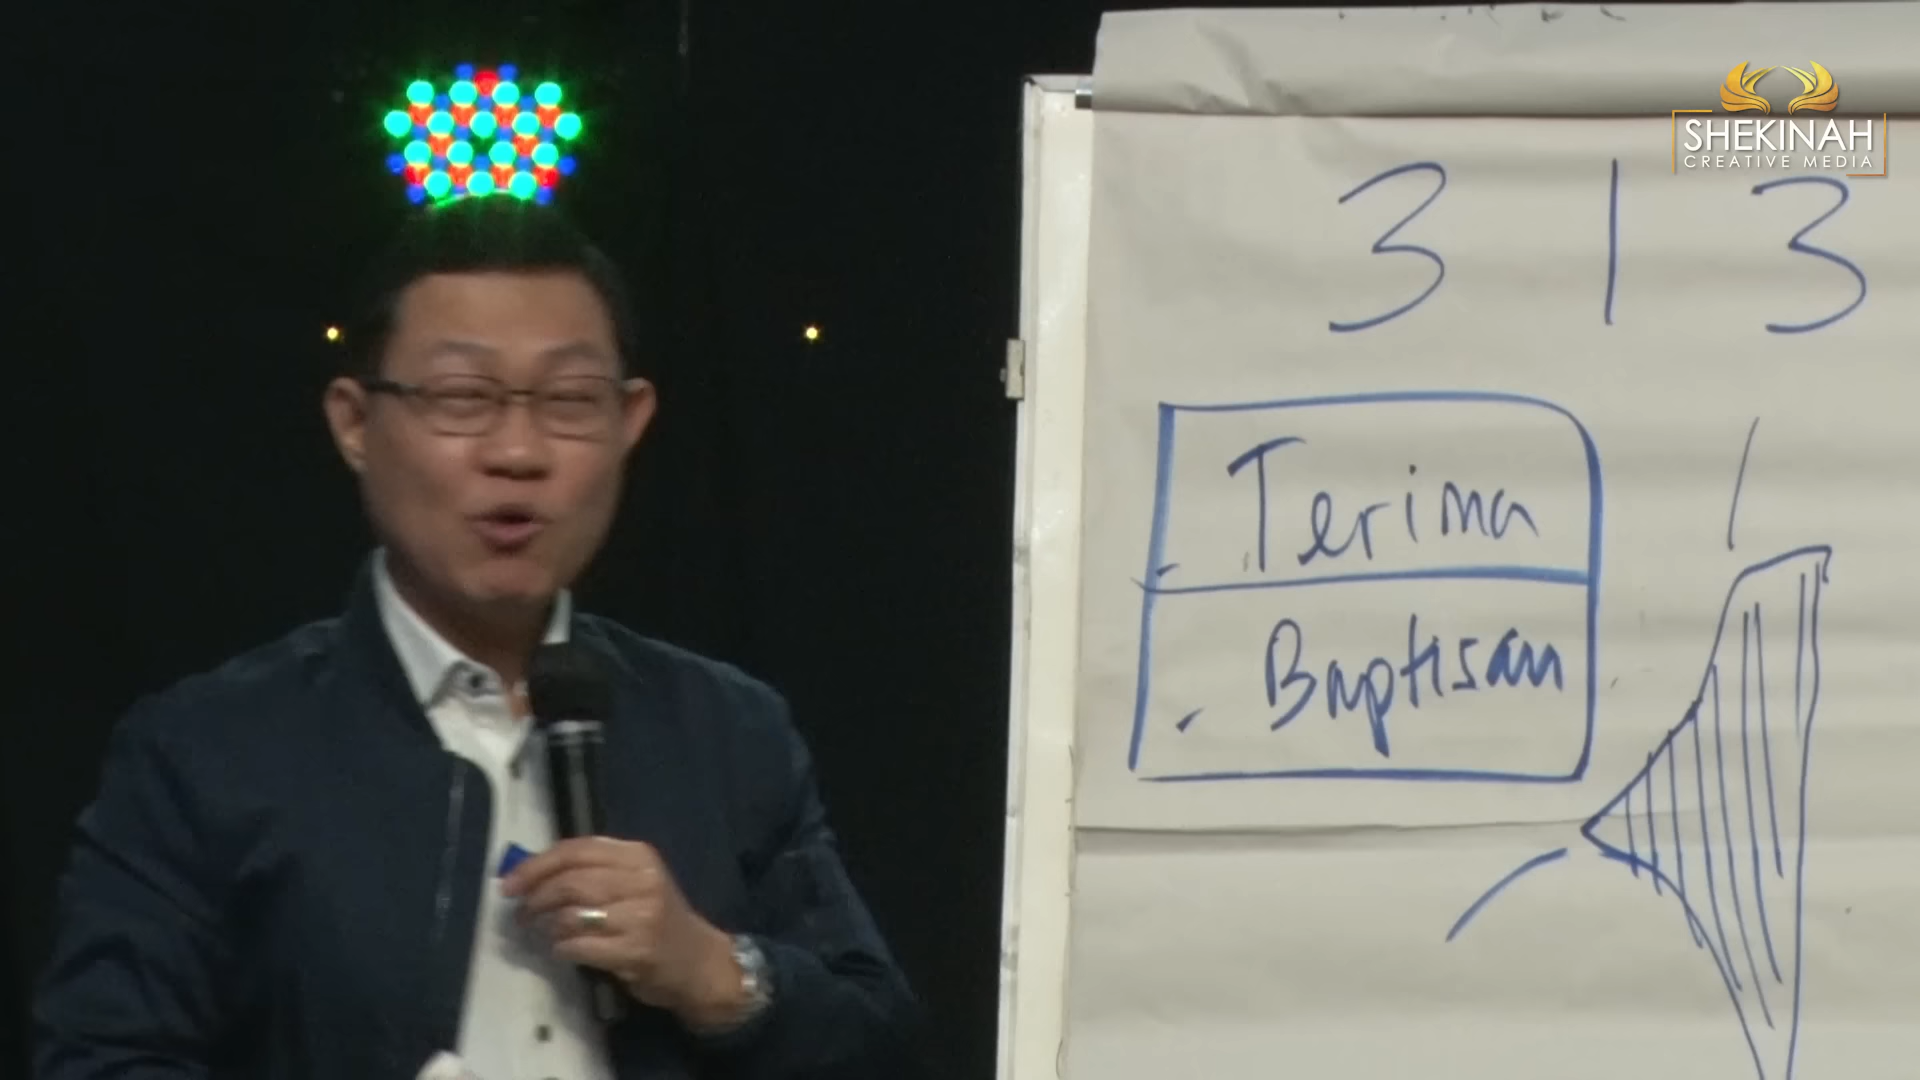 SHEKINAH
CREATIVE MEDIA
3 1 3
Terima
Baptisan